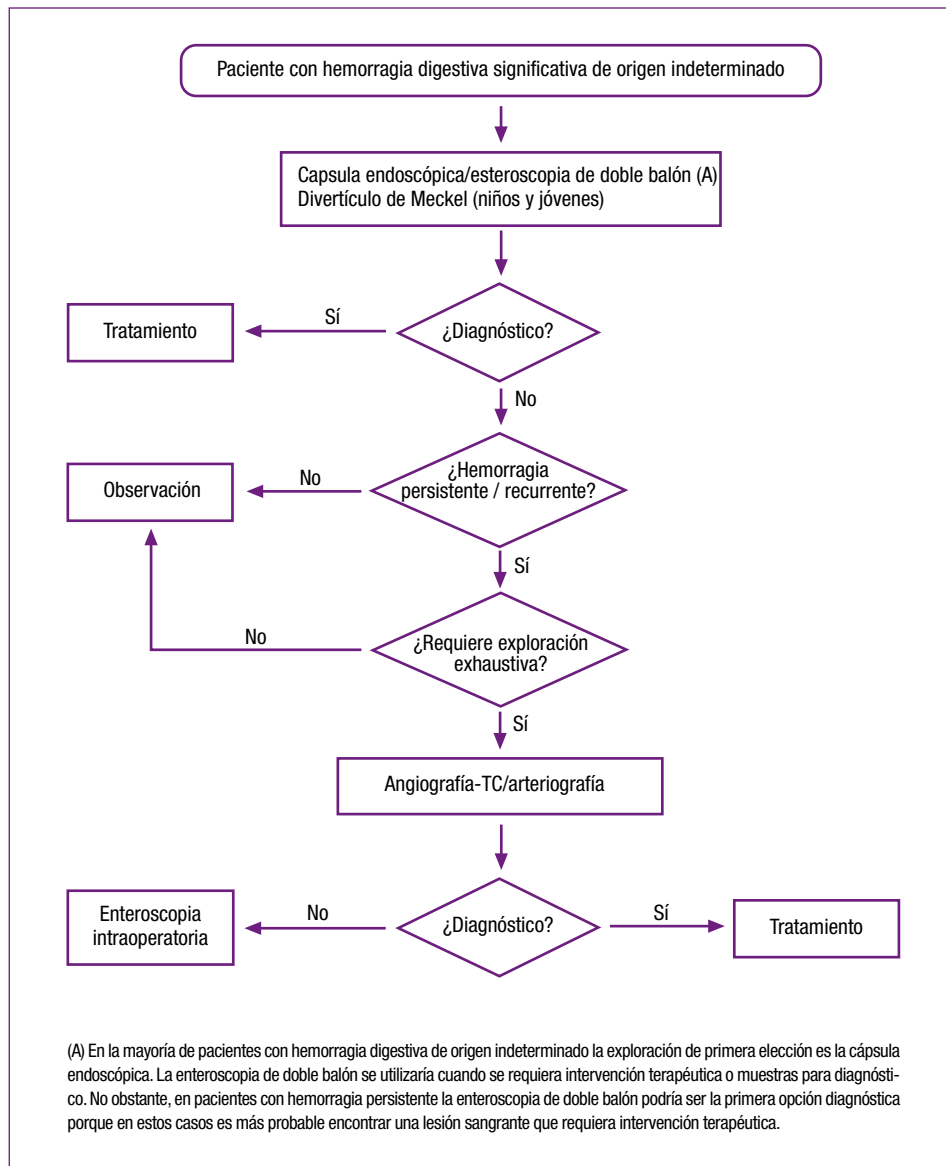 Paciente con hemorragia digestiva significativa de origen indeterminado
Capsula endoscópica/esteroscopia de doble balón (A)
Divertículo de Meckel (niños y jóvenes)
¿Diagnóstico?
Sí
Tratamiento
No
¿Hemorragia
persistente / recurrente?
No
Observación
Sí
¿Requiere exploración
exhaustiva?
No
Sí
Angiografía-TC/arteriografía
¿Diagnóstico?
No
Enteroscopia
intraoperatoria
Sí
Tratamiento
(A) En la mayoría de pacientes con hemorragia digestiva de origen indeterminado la exploración de primera elección es la cápsula
endoscópica. La enteroscopia de doble balón se utilizaría cuando se requiera intervención terapéutica o muestras para diagnósti-
co. No obstante, en pacientes con hemorragia persistente la enteroscopia de doble balón podría ser la primera opción diagnóstica
porque en estos casos es más probable encontrar una lesión sangrante que requiera intervención terapéutica.